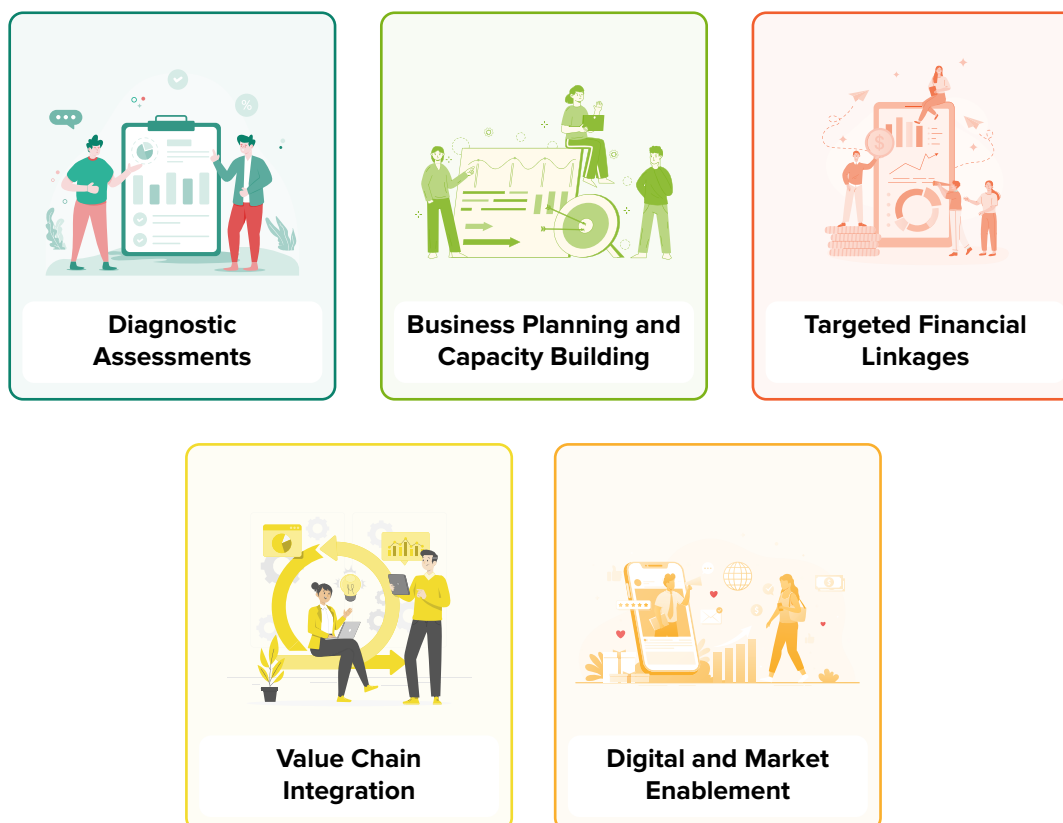 Diagnostic
Assessments
Business Planning and
Capacity Building
Targeted Financial
Linkages
Value Chain
Integration
Digital and Market
Enablement